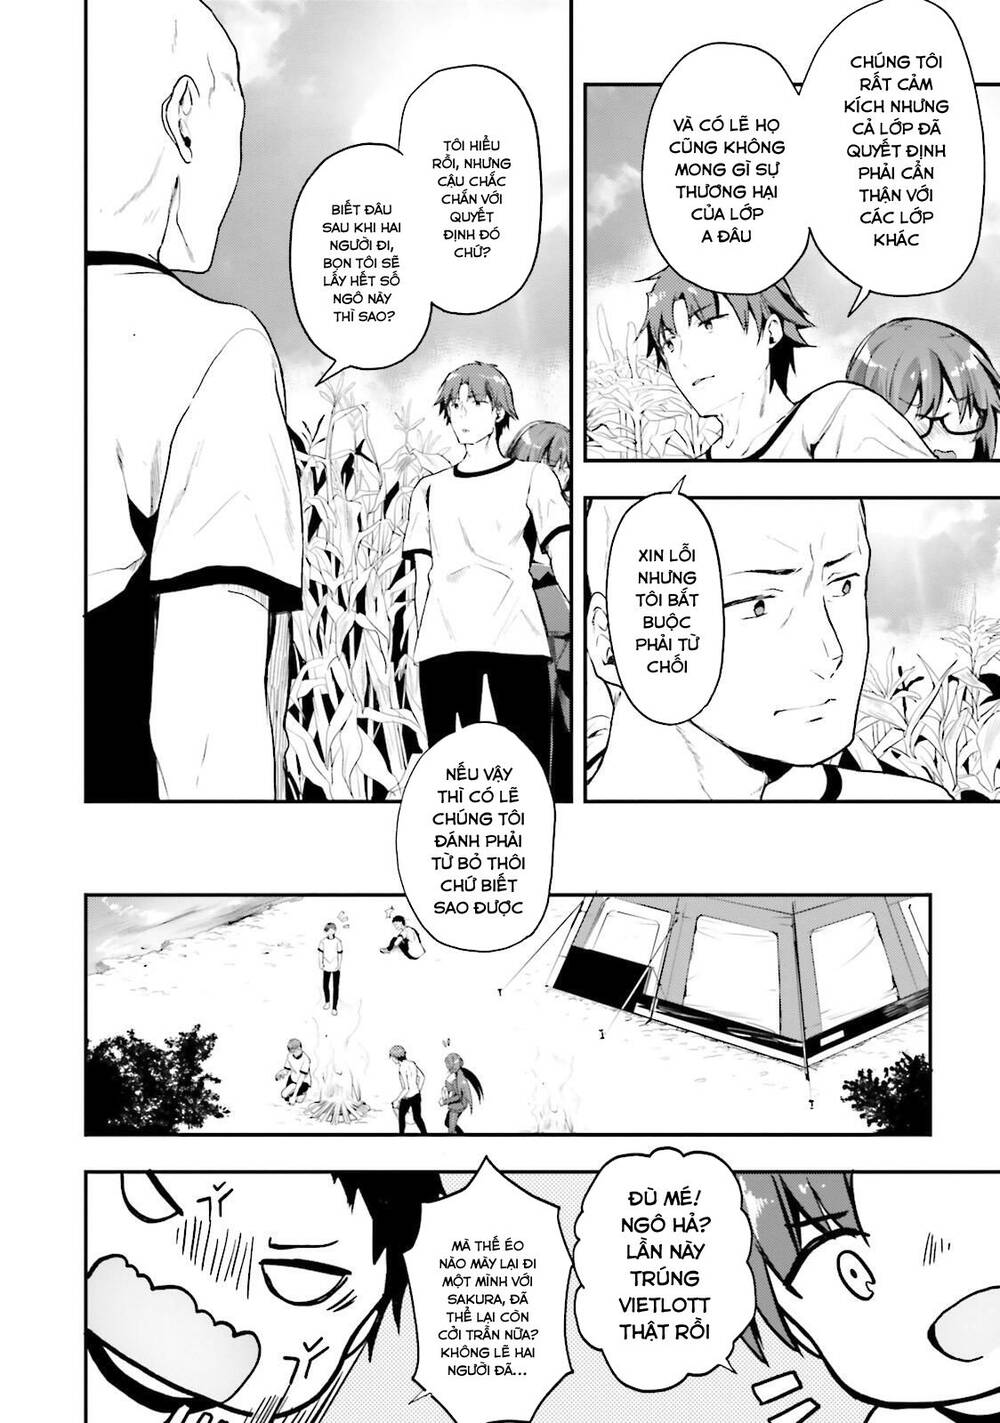 CHÚNG TÔI
RẤT CẢM
KÍCH NHƯNG
CẢ LỚP ĐÃ
QUYẾT ĐỊNH
PHẢI CẨN
THẬN VỚI
CÁC LỚP
KHÁC
VÀ CÓ LẼ HỌ
CŨNG KHÔNG
MONG GÌ SỰ
THƯƠNG HẠI
CỦA LỚP
A ĐÂU
XIN LỖI
NHƯNG
TÔI BẮT
BUỘC
PHẢI TỪ
CHỐI
TÔI HIỂU
RỒI, NHƯNG
CẬU CHẮC
CHẮN VỚI
QUYẾT
ĐỊNH ĐÓ
CHỨ?
BIẾT ĐÂU
SAU KHI HAI
NGƯỜI ĐI,
BỌN TÔI SẼ
LẤY HẾT SỐ
NGÔ NÀY
THÌ SAO?
NẾU VẬY
THÌ CÓ LẼ
CHÚNG TÔI
ĐÀNH PHẢI
TỪ BỎ THÔI
CHỨ BIẾT
SAO ĐƯỢC
ĐÙ MÉ!
NGÔ HẢ?
LẦN NÀY
TRÚNG
VIETLOTT
THẬT RỒI
MÀ THẾ ÉO
NÀO MÀY LẠI ĐI
MỘT MÌNH VỚI
SAKURA, ĐÃ
THẾ LẠI CÒN
CỞI TRẦN NỮA?
KHÔNG LẼ HAI
NGƯỜI ĐÃ...